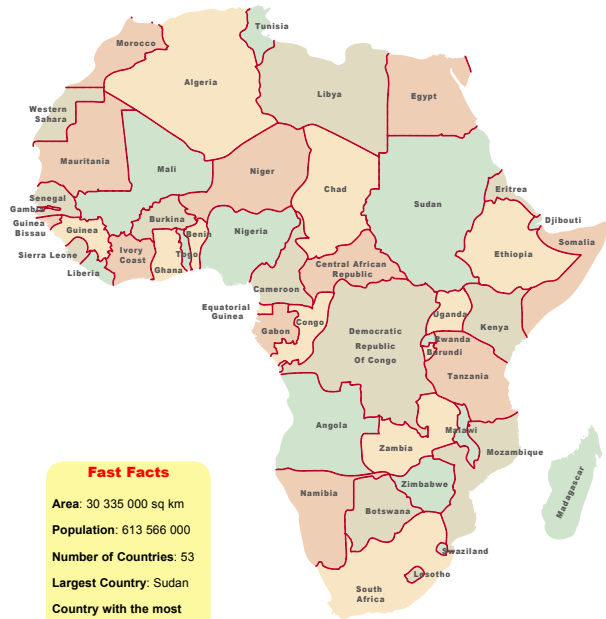 Tunisia
Morocco
Algeria
Libya
Egypt
Western
Sahara
Mauritania
Mali
Niger
Chad
Sudan
Eritrea
Senegal
Gambia
Guinea
Bissau
Guinea
Burkina
Benin
Nigeria
Djibouti
Somalia
Sierra Leone
Ivory
Coast
Togo
Ghana
Liberia
Ethiopia
Central African
Republic
Cameroon
Equatorial
Guinea
Gabon
Congo
Democratic
Republic
Of Congo
Uganda
Kenya
Rwanda
Burundi
Tanzania
Angola
Malawi
Zambia
Mozambique
Zimbabwe
Madagascar
Namibia
Botswana
Swaziland
Lesotho
South
Africa
Fast Facts
Area: 30 335 000 sq km
Population: 613 566 000
Number of Countries: 53
Largest Country: Sudan
Country with the most